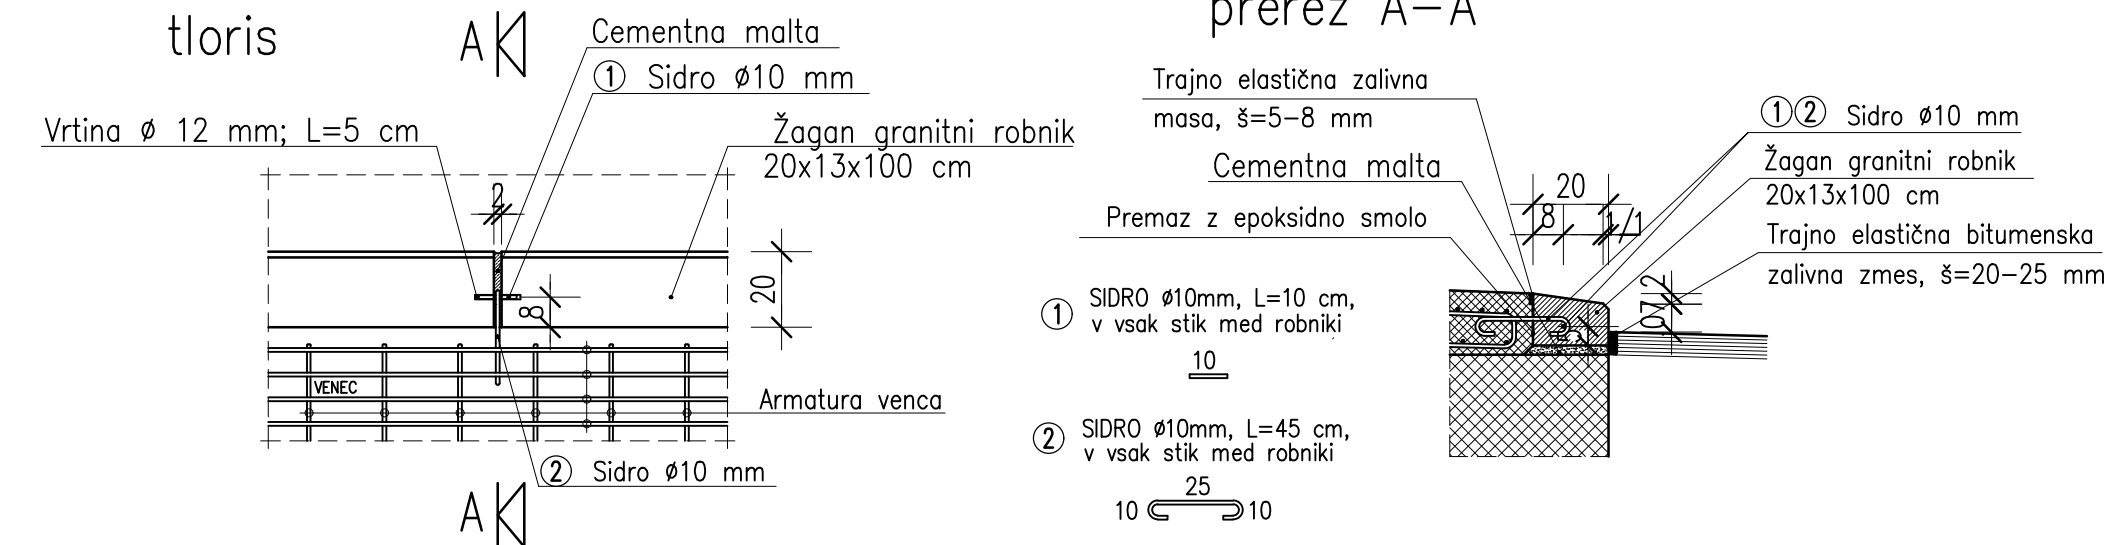 tloris
A
Cementna malta
1 Sidro ø10 mm
Vrtina ø 12 mm; L=5 cm
Žagan granitni robnik
20x13x100 cm
2
20
8
VENEC
Armatura venca
2 Sidro ø10 mm
A
prerez A-A
Trajno elastična zalivna
masa, š=5-8 mm
Cementna malta
Premaz z epoksidno smolo
1 2 Sidro ø10 mm
Žagan granitni robnik
20x13x100 cm
Trajno elastična bitumenska
zalivna zmes, š=20-25 mm
20
8
1/1
2
1 SIDRO ø10mm, L=10 cm,
v vsak stik med robniki
10
2 SIDRO ø10mm, L=45 cm,
v vsak stik med robniki
25
10 10